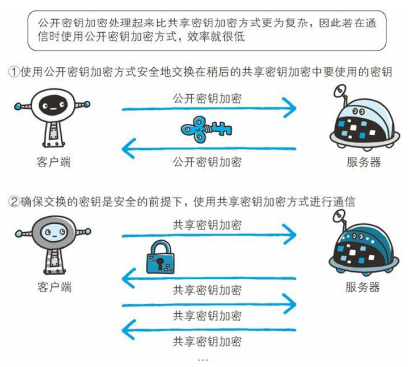 公开密钥加密处理起来比共享密钥加密方式更为复杂，因此若在通
信时使用公开密钥加密方式，效率就很低
①使用公开密钥加密方式安全地交换在稍后的共享密钥加密中要使用的密钥
公开密钥加密
公开密钥加密
客户端
服务器
②确保交换的密钥是安全的前提下，使用共享密钥加密方式进行通信
共享密钥加密
共享密钥加密
客户端
服务器
共享密钥加密
共享密钥加密
…